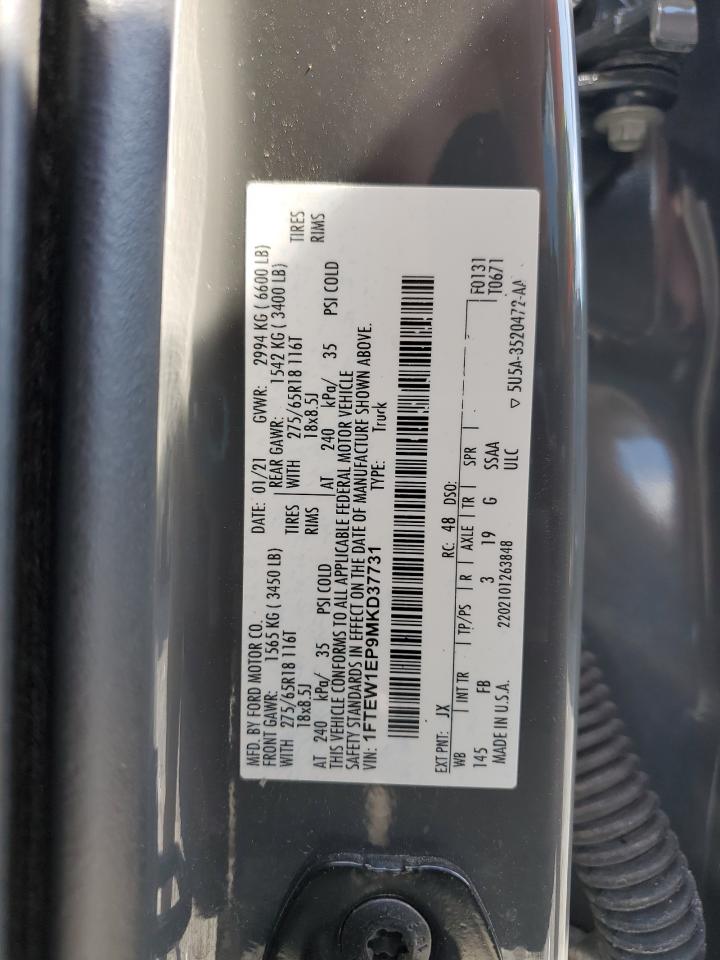 MFD. BY FORD MOTOR CO.
DATE: 01/21 GVWR: 2994 KG ( 6600 LB)
FRONT GAWR: 1565 KG ( 3450 LB) REAR GAWR: 1542 KG ( 3400 LB)
WITH 275/65R18 116T TIRES WITH 275/65R18 116T TIRES
18x8.5J RIMS 18x8.5J RIMS
AT 240 kPa/ 35 PSI COLD AT 240 kPa/ 35 PSI COLD
THIS VEHICLE CONFORMS TO ALL APPLICABLE FEDERAL MOTOR VEHICLE
SAFETY STANDARDS IN EFFECT ON THE DATE OF MANUFACTURE SHOWN ABOVE.
VIN: 1FTEW1EP9MKD37731 TYPE: Truck
EXT PNT: JX RC: 48 DSO:
WB INT TR TP/PS R AXLE TR SPR F0131
145 FB 3 19 G SSAA T0671
MADE IN U.S.A. 2202101263848 ULC 5U5A-3520472-AA